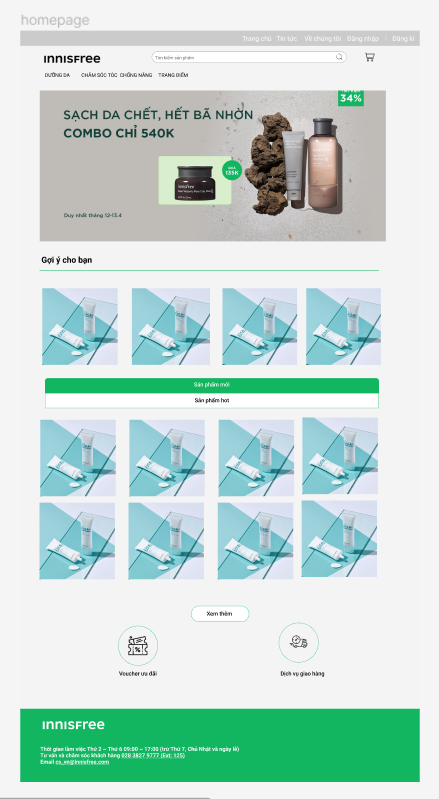 homepage
Trang chủ Tin tức Về chúng tôi Đăng nhập | Đăng kí
innisfree
Tìm kiếm sản phẩm
DƯỠNG DA CHĂM SÓC TÓC CHỐNG NẮNG TRANG ĐIỂM
34%
SẠCH DA CHẾT, HẾT BÃ NHỜN
COMBO CHỈ 540K
135K
Duy nhất tháng 12-13.4
Gợi ý cho bạn
Sản phẩm mới
Sản phẩm hot
Xem thêm
Voucher ưu đãi Dịch vụ giao hàng
innisfree
Thời gian làm việc Thứ 2 – Thứ 6 09:00 – 17:00 (trừ Thứ 7, Chủ Nhật và ngày lễ)
Tư vấn và chăm sóc khách hàng 028 3827 9777 (Ext: 125)
Email cs_vn@innisfree.com